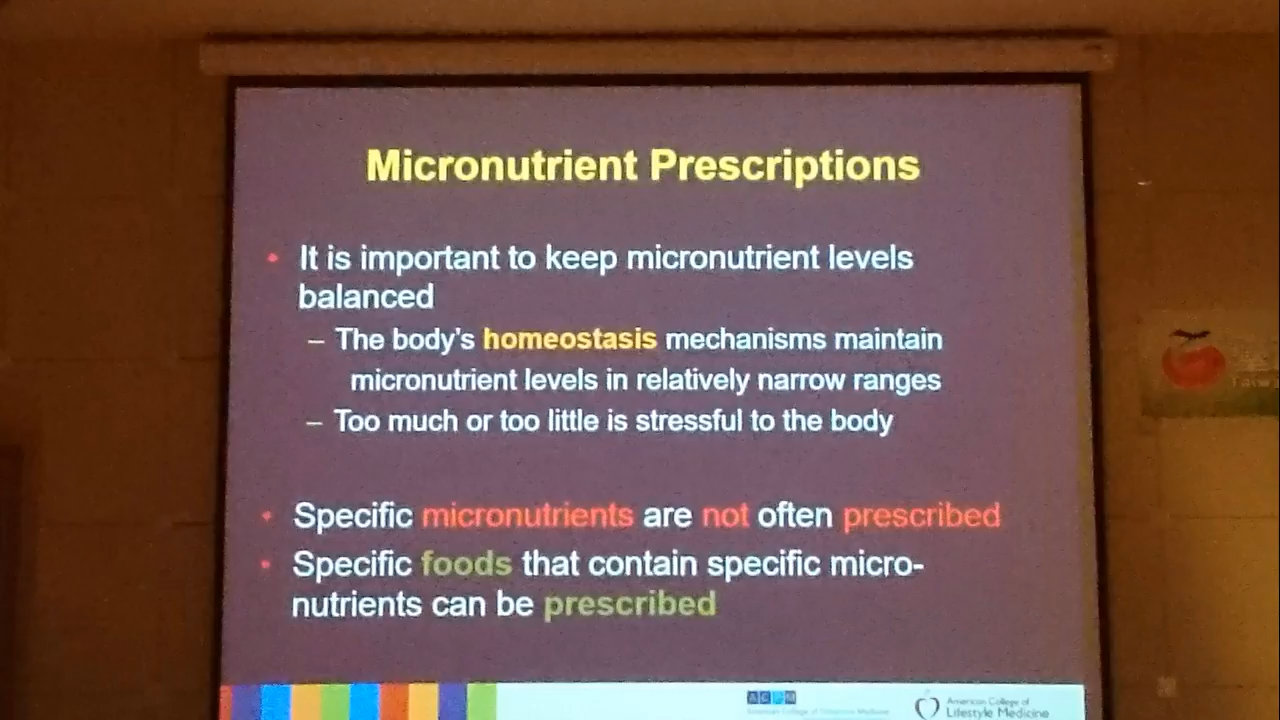 Micronutrient Prescriptions
• It is important to keep micronutrient levels
balanced
– The body's homeostasis mechanisms maintain
micronutrient levels in relatively narrow ranges
– Too much or too little is stressful to the body
• Specific micronutrients are not often prescribed
• Specific foods that contain specific micro-
nutrients can be prescribed
American College of
Lifestyle Medicine